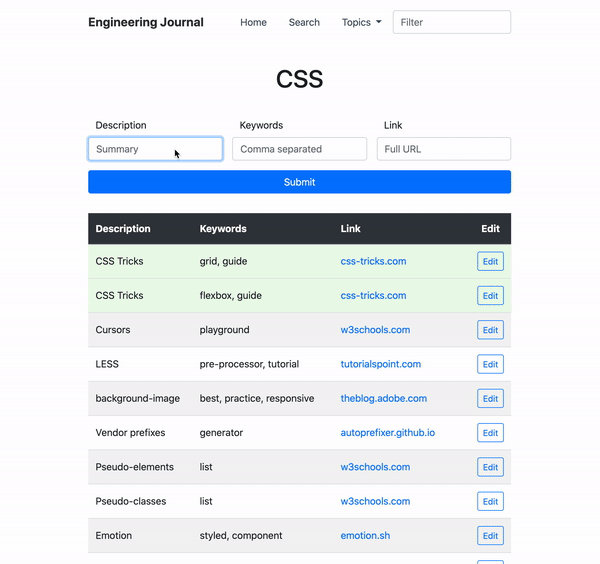 Engineering Journal Home Search Topics Filter
CSS
Description Keywords Link
Summary Comma separated Full URL
Submit
Description Keywords Link Edit
CSS Tricks grid, guide css-tricks.com Edit
CSS Tricks flexbox, guide css-tricks.com Edit
Cursors playground w3schools.com Edit
LESS pre-processor, tutorial tutorialspoint.com Edit
background-image best, practice, responsive theblog.adobe.com Edit
Vendor prefixes generator autoprefixer.github.io Edit
Pseudo-elements list w3schools.com Edit
Pseudo-classes list w3schools.com Edit
Emotion styled, component emotion.sh Edit